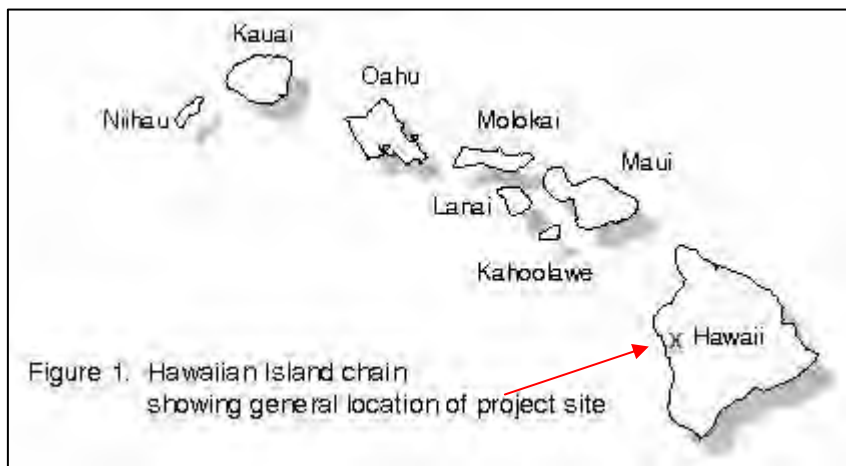 Kauai
Oahu
Niihau
Molokai
Maui
Lanai
Kahoolawe
X Hawaii
Figure 1. Hawaiian Island chain
showing general location of project site